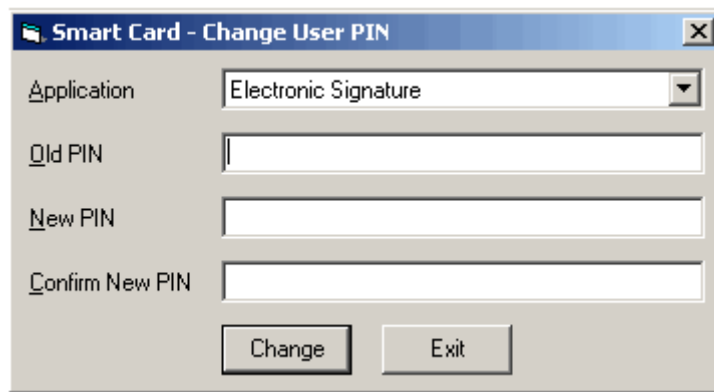 Smart Card - Change User PIN
Application Electronic Signature
Old PIN
New PIN
Confirm New PIN
Change Exit